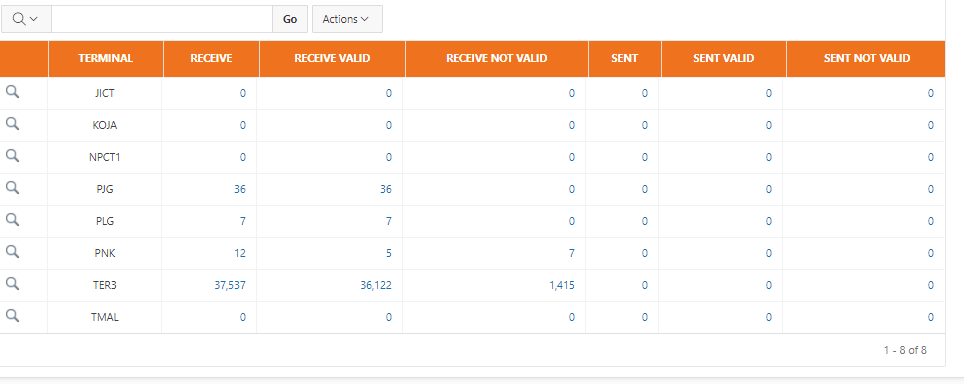 Go Actions
TERMINAL RECEIVE RECEIVE VALID RECEIVE NOT VALID SENT SENT VALID SENT NOT VALID
JICT 0 0 0 0 0 0
KOJA 0 0 0 0 0 0
NPCT1 0 0 0 0 0 0
PJG 36 36 0 0 0 0
PLG 7 7 0 0 0 0
PNK 12 5 7 0 0 0
TER3 37,537 36,122 1,415 0 0 0
TMAL 0 0 0 0 0 0
1 - 8 of 8